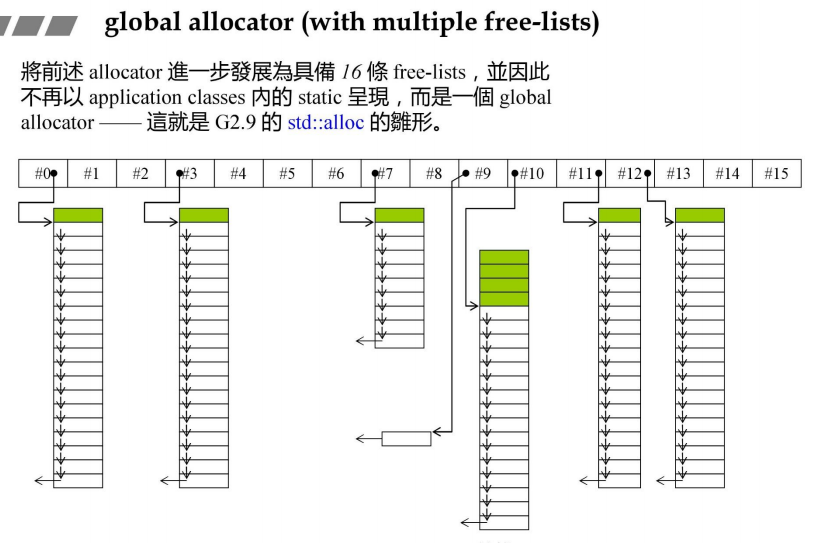 global allocator (with multiple free-lists)
將前述 allocator 進一步發展為具備 16 條 free-lists，並因此
不再以 application classes 內的 static 呈現，而是一個 global
allocator —— 這就是 G2.9 的 std::alloc 的雛形。
#0 #1 #2 #3 #4 #5 #6 #7 #8 #9 #10 #11 #12 #13 #14 #15